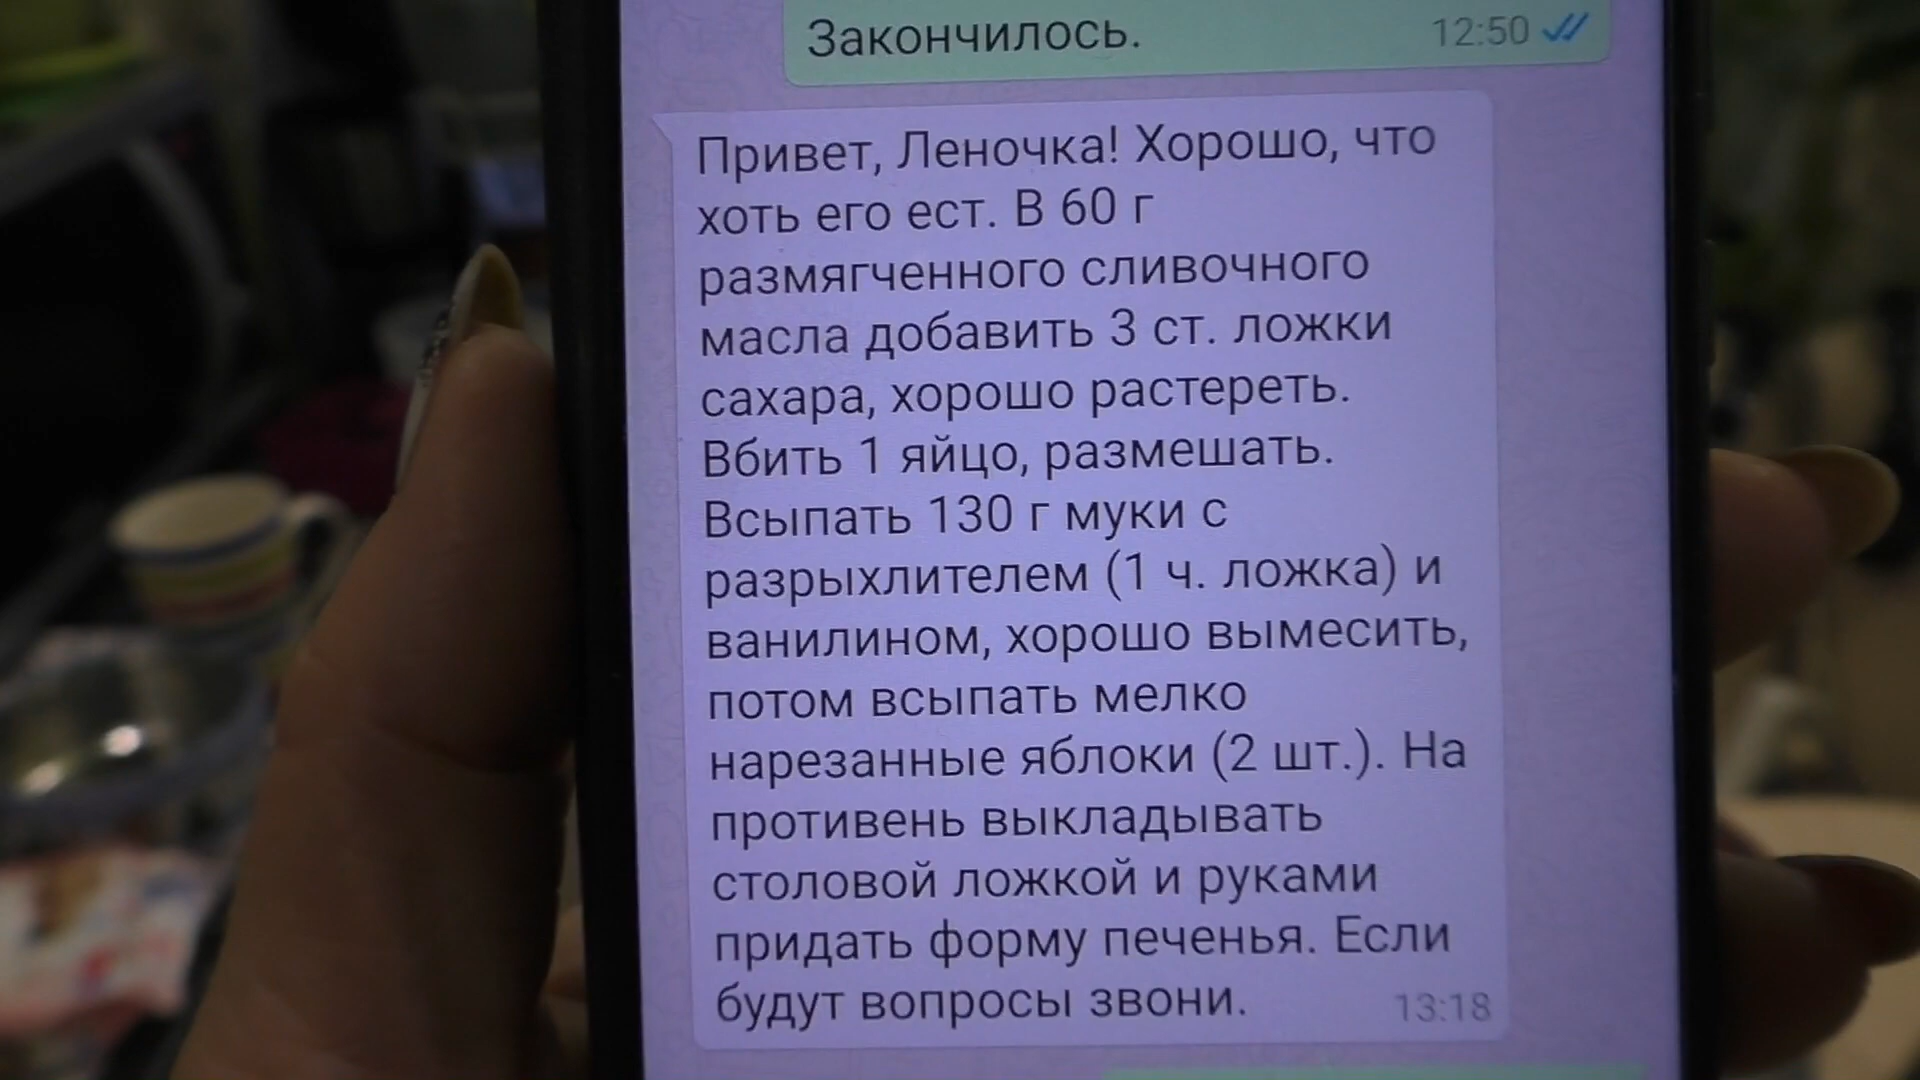 Закончилось.
12:50
Привет, Леночка! Хорошо, что
хоть его ест. В 60 г
размягченного сливочного
масла добавить 3 ст. ложки
сахара, хорошо растереть.
Вбить 1 яйцо, размешать.
Всыпать 130 г муки с
разрыхлителем (1 ч. ложка) и
ванилином, хорошо вымесить,
потом всыпать мелко
нарезанные яблоки (2 шт.). На
противень выкладывать
столовой ложкой и руками
придать форму печенья. Если
будут вопросы звони.
13:18